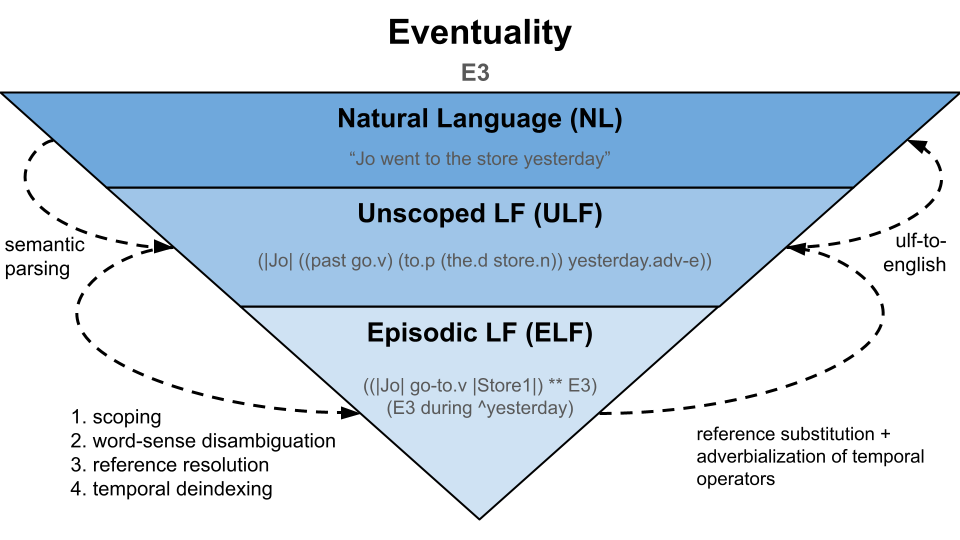 Eventuality
E3
Natural Language (NL)
“Jo went to the store yesterday”
Unscoped LF (ULF)
(|Jo| ((past go.v) (to.p (the.d store.n)) yesterday.adv-e))
semantic
parsing
ulf-to-
english
Episodic LF (ELF)
((|Jo| go-to.v |Store1|) ** E3)
(E3 during ^yesterday)
1. scoping
2. word-sense disambiguation
3. reference resolution
4. temporal deindexing
reference substitution +
adverbialization of temporal
operators